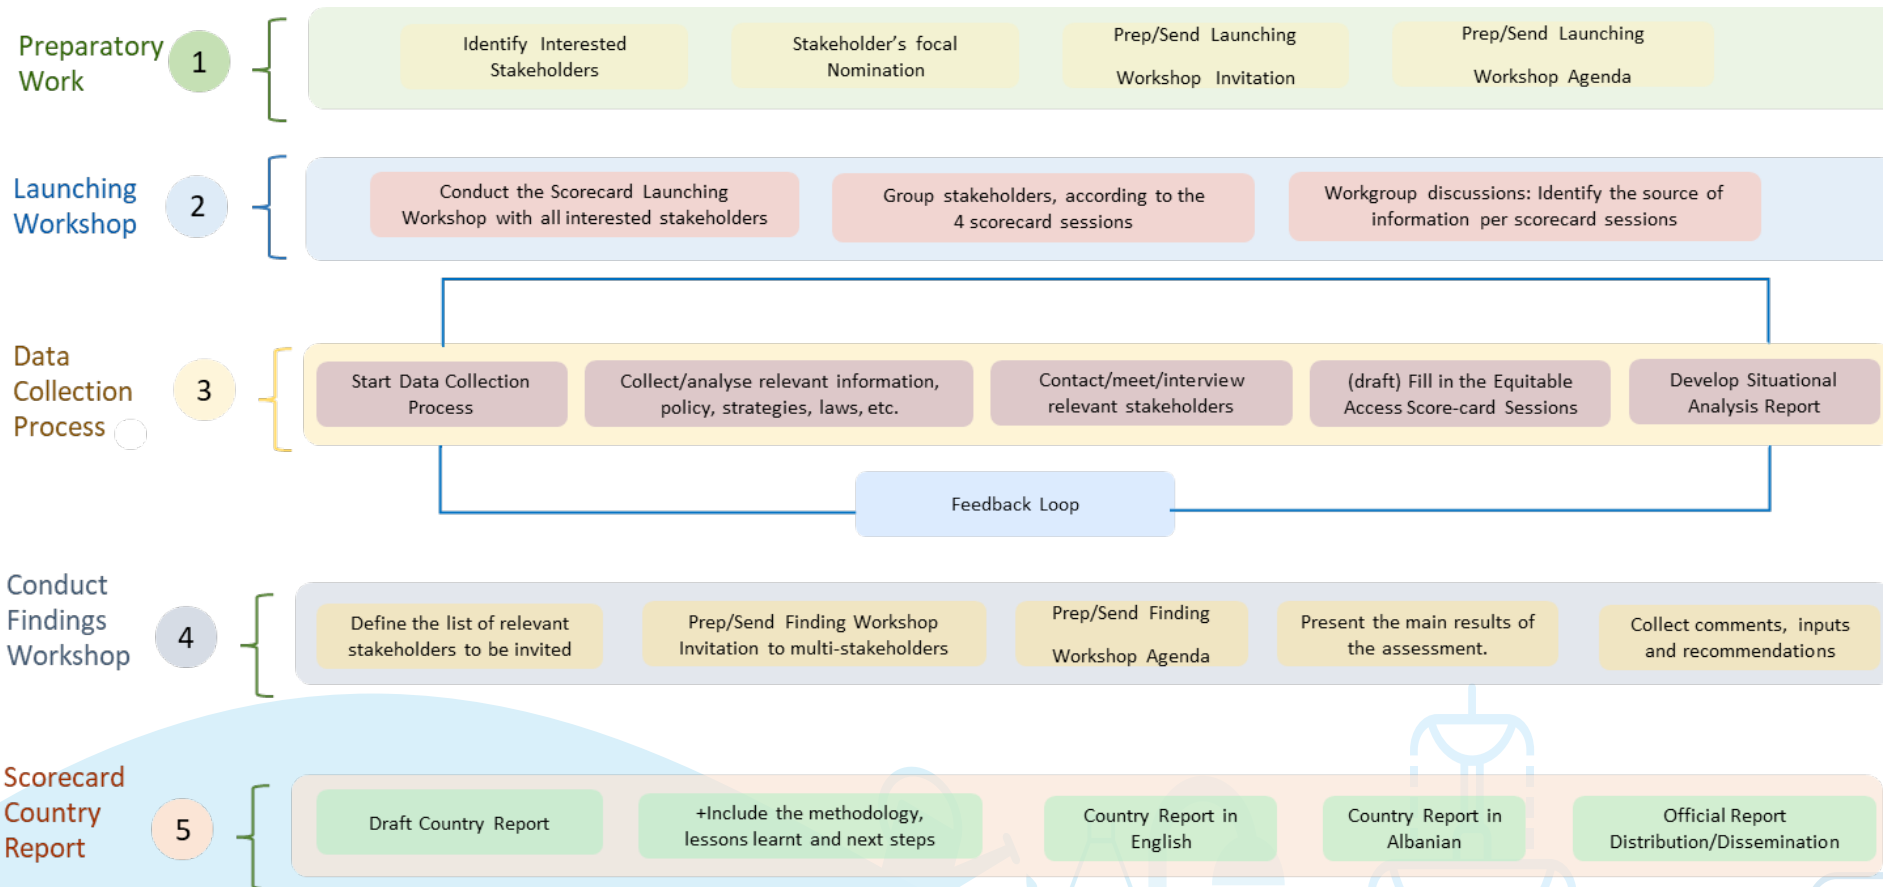 Preparatory
Work
1
Identify Interested
Stakeholders
Stakeholder's focal
Nomination
Prep/Send Launching
Workshop Invitation
Prep/Send Launching
Workshop Agenda
Launching
Workshop
2
Conduct the Scorecard Launching
Workshop with all interested stakeholders
Group stakeholders, according to the
4 scorecard sessions
Workgroup discussions: Identify the source of
information per scorecard sessions
Data
Collection
Process
3
Start Data Collection
Process
Collect/analyse relevant information,
policy, strategies, laws, etc.
Contact/meet/interview
relevant stakeholders
(draft) Fill in the Equitable
Access Score-card Sessions
Develop Situational
Analysis Report
Feedback Loop
Conduct
Findings
Workshop
4
Define the list of relevant
stakeholders to be invited
Prep/Send Finding Workshop
Invitation to multi-stakeholders
Prep/Send Finding
Workshop Agenda
Present the main results of
the assessment.
Collect comments, inputs
and recommendations
Scorecard
Country
Report
5
Draft Country Report
+Include the methodology,
lessons learnt and next steps
Country Report in
English
Country Report in
Albanian
Official Report
Distribution/Dissemination